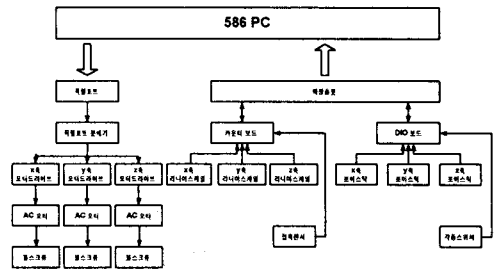 586 PC
직렬포트
확장슬롯
직렬포트 분배기
카운터 보드
DIO 보드
x축
모터드라이브
y축
모터드라이브
z축
모터드라이브
x축
리니어스케일
y축
리니어스케일
z축
리니어스케일
x축
조이스틱
y축
조이스틱
z축
조이스틱
AC 모터
AC 모터
AC 모터
접촉센서
각종스위치
볼스크류
볼스크류
볼스크류